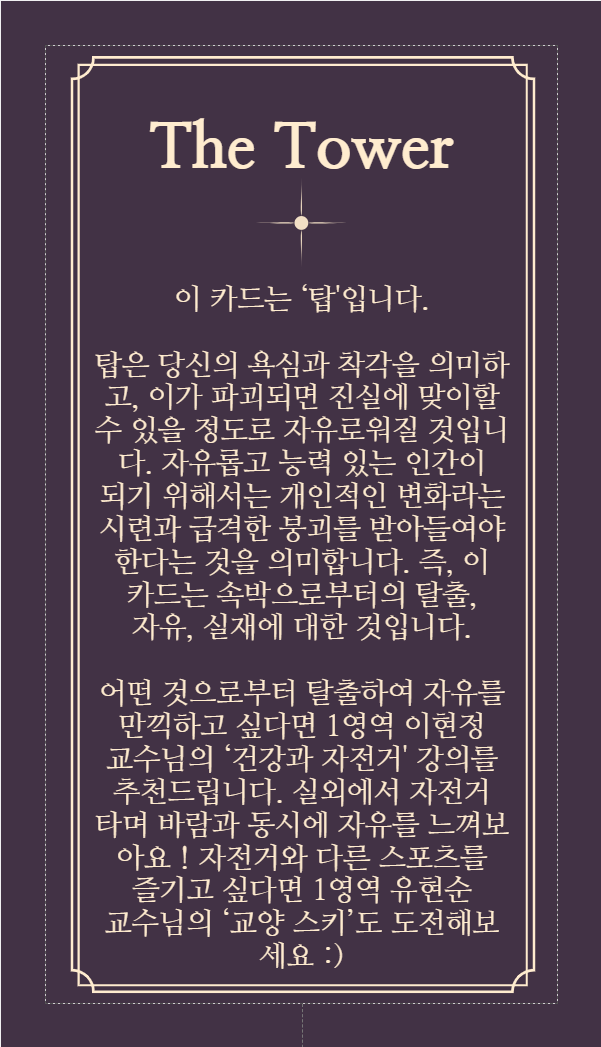 The Tower
이 카드는 ‘탑'입니다.
탑은 당신의 욕심과 착각을 의미하
고, 이가 파괴되면 진실에 맞이할
수 있을 정도로 자유로워질 것입니
다. 자유롭고 능력 있는 인간이
되기 위해서는 개인적인 변화라는
시련과 급격한 붕괴를 받아들여야
한다는 것을 의미합니다. 즉, 이
카드는 속박으로부터의 탈출,
자유, 실재에 대한 것입니다.
어떤 것으로부터 탈출하여 자유를
만끽하고 싶다면 1영역 이현정
교수님의 ‘건강과 자전거' 강의를
추천드립니다. 실외에서 자전거
타며 바람과 동시에 자유를 느껴보
아요 ! 자전거와 다른 스포츠를
즐기고 싶다면 1영역 유현순
교수님의 ‘교양 스키’도 도전해보
세요 :)